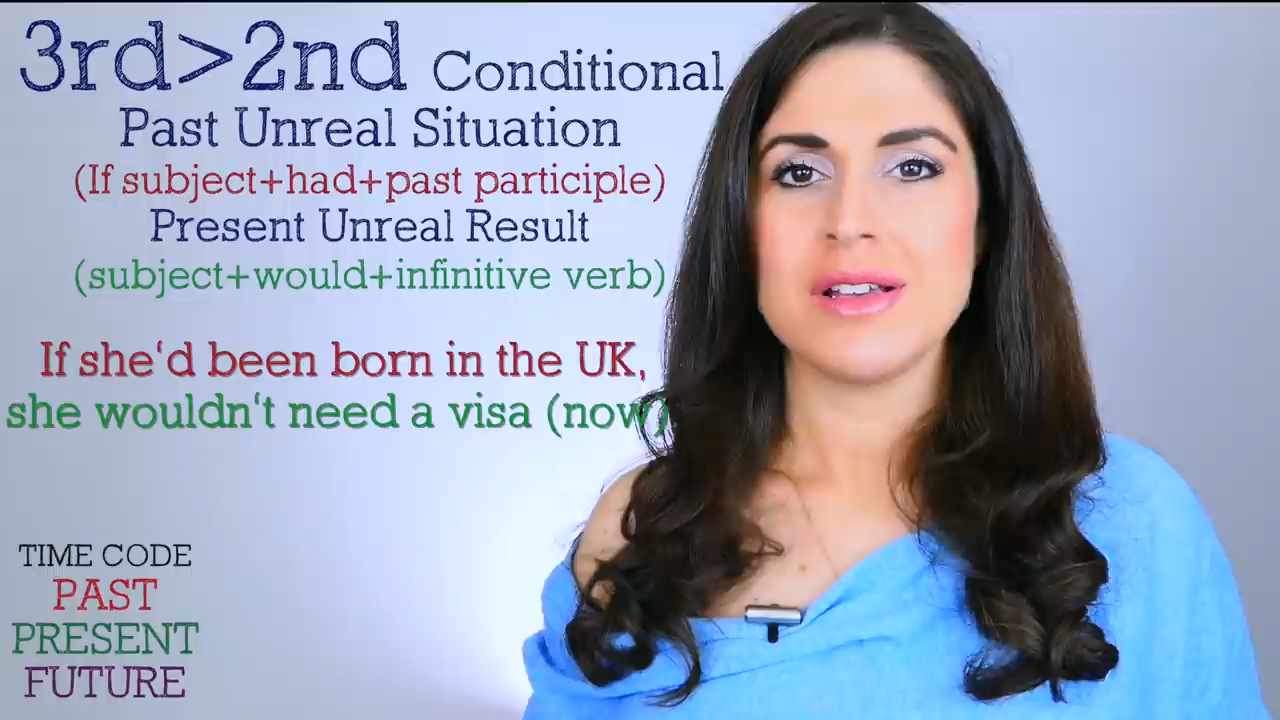 3rd>2nd Conditional
Past Unreal Situation
(If subject+had+past participle)
Present Unreal Result
(subject+would+infinitive verb)
If she'd been born in the UK,
she wouldn't need a visa (now).
TIME CODE
PAST
PRESENT
FUTURE